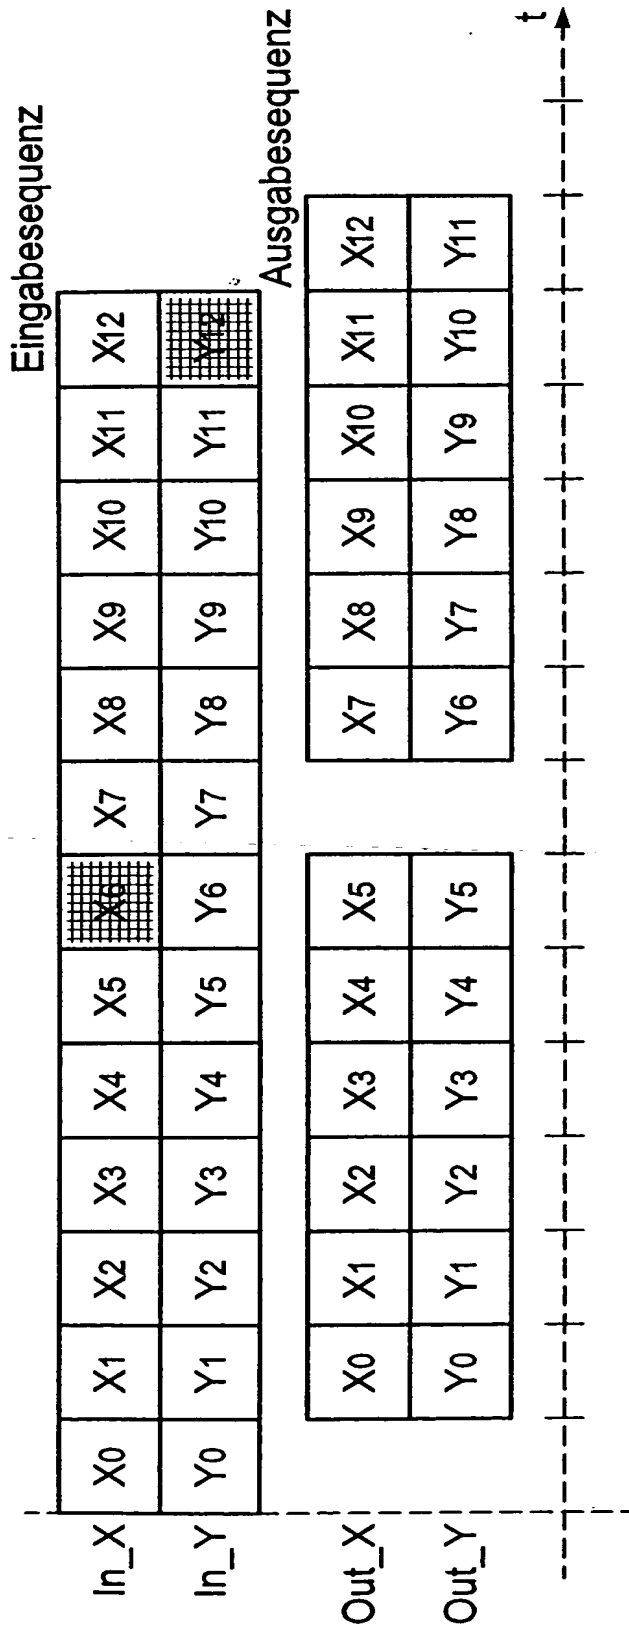 Eingabesequenz
In_X X0 X1 X2 X3 X4 X5 X6 X7 X8 X9 X10 X11 X12
In_Y Y0 Y1 Y2 Y3 Y4 Y5 Y6 Y7 Y8 Y9 Y10 Y11 Y12
Ausgabesequenz
Out_X X0 X1 X2 X3 X4 X5 X7 X8 X9 X10 X11 X12
Out_Y Y0 Y1 Y2 Y3 Y4 Y5 Y6 Y7 Y8 Y9 Y10 Y11
t